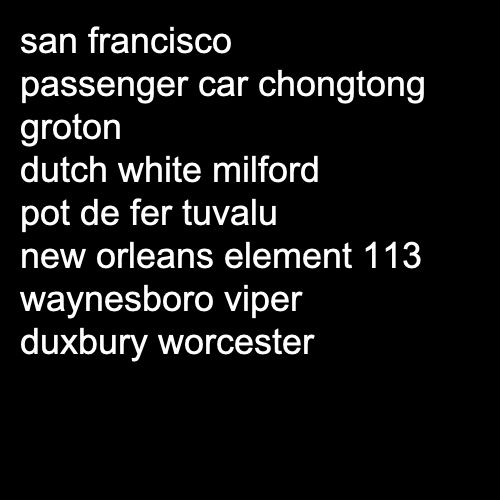 san francisco
passenger car chongtong
groton
dutch white milford
pot de fer tuvalu
new orleans element 113
waynesboro viper
duxbury worcester